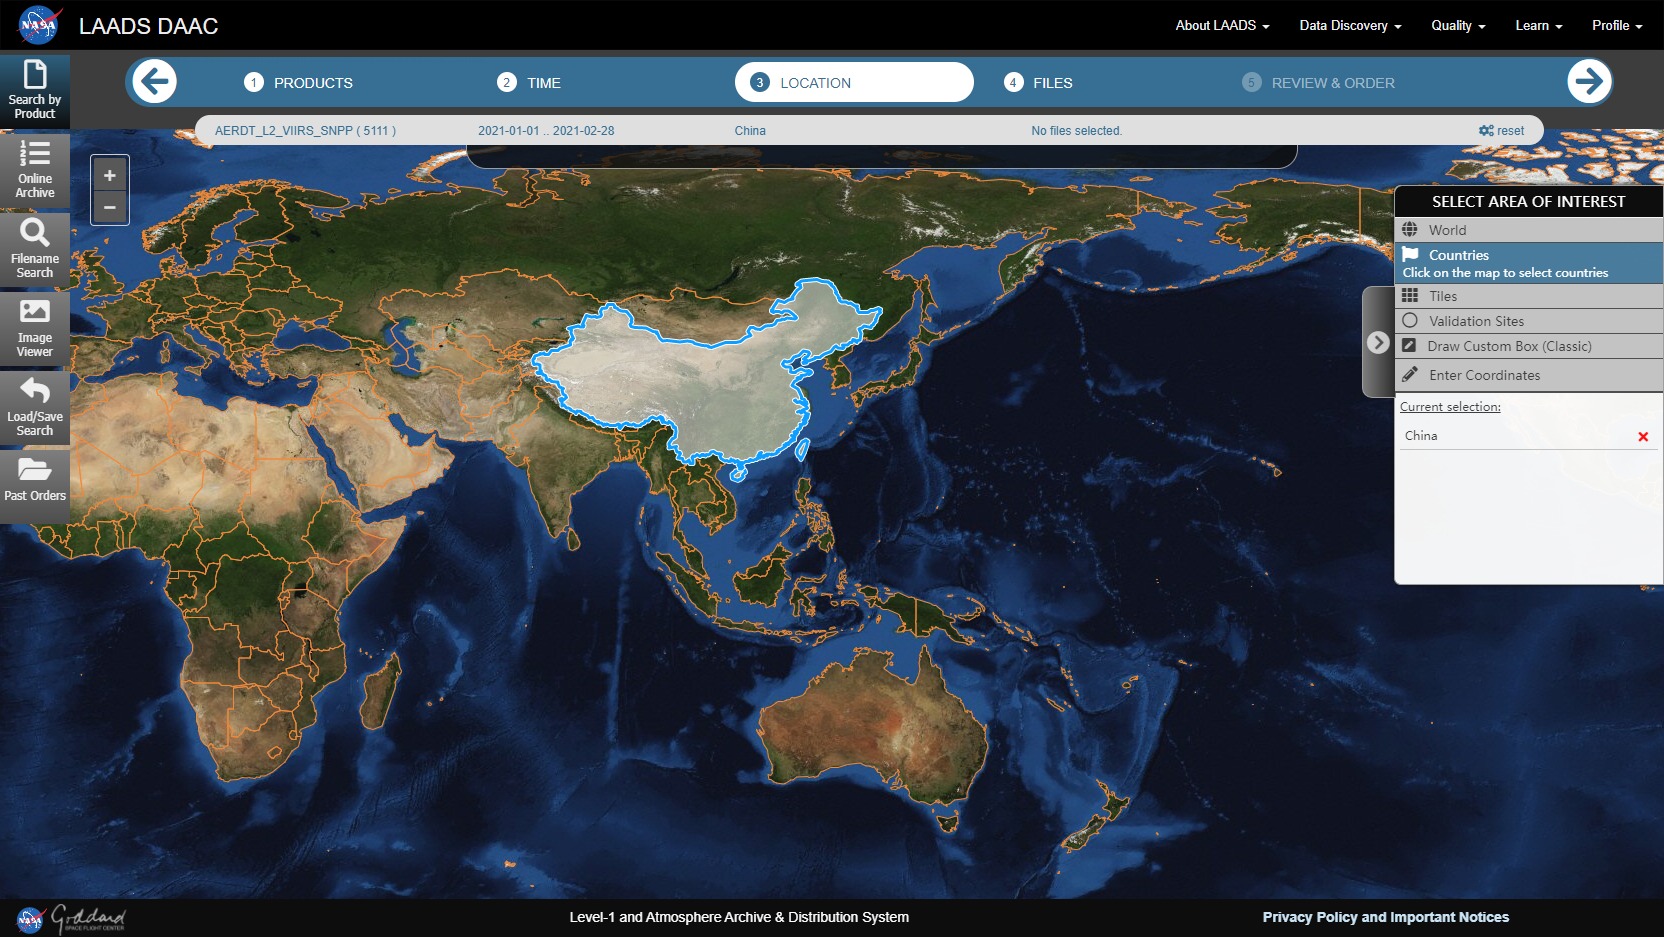 NASA
LAADS DAAC
About LAADS
Data Discovery
Quality
Learn
Profile
Search by
Product
Online
Archive
Filename
Search
Image
Viewer
Load/Save
Search
Past Orders
1 PRODUCTS
2 TIME
3 LOCATION
4 FILES
5 REVIEW & ORDER
AERDT_L2_VIIRS_SNPP ( 5111 )
2021-01-01 .. 2021-02-28
China
No files selected.
reset
+
−
SELECT AREA OF INTEREST
World
Countries
Click on the map to select countries
Tiles
Validation Sites
Draw Custom Box (Classic)
Enter Coordinates
Current selection:
China
NASA
Goddard
SPACE FLIGHT CENTER
Level-1 and Atmosphere Archive & Distribution System
Privacy Policy and Important Notices